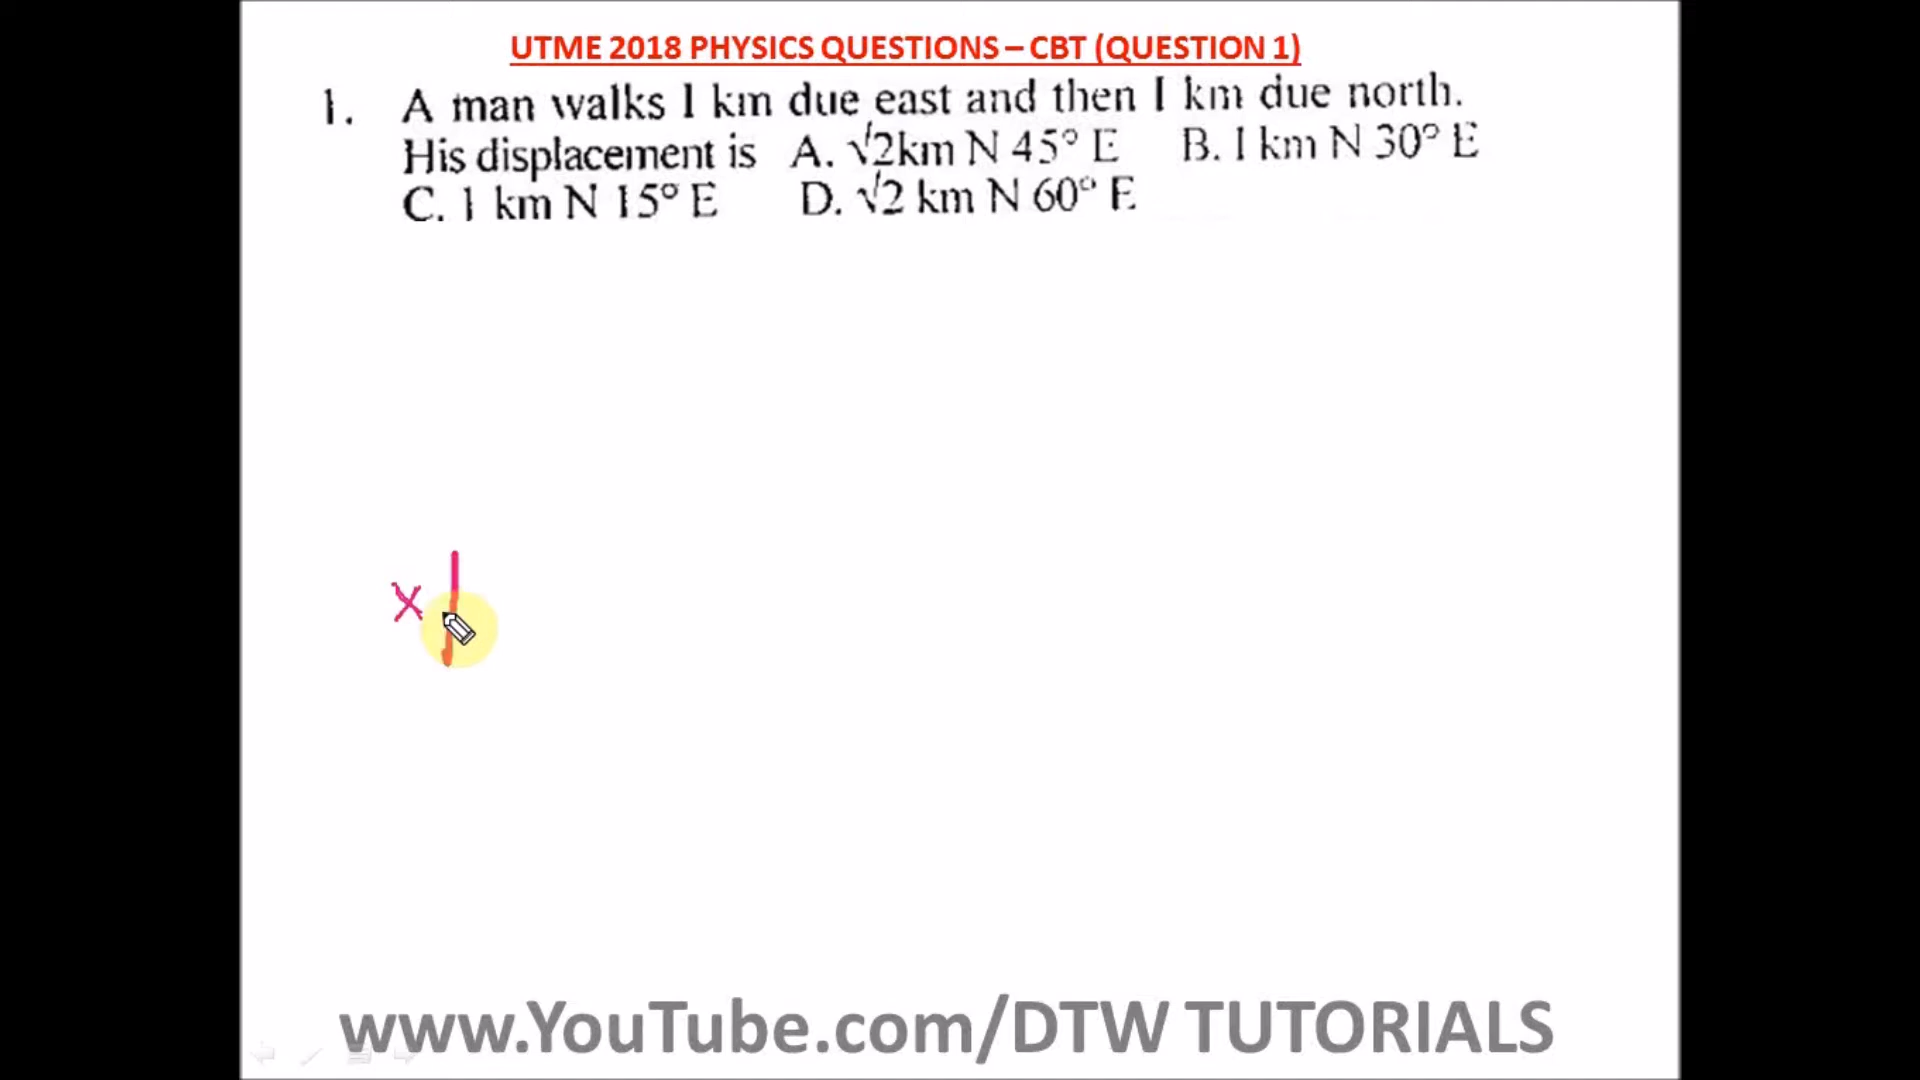 UTME 2018 PHYSICS QUESTIONS – CBT (QUESTION 1)
1. A man walks 1 km due east and then 1 km due north.
His displacement is A. √2km N 45° E B. 1 km N 30° E
C. 1 km N 15° E D. √2 km N 60° E
X
www.YouTube.com/DTW TUTORIALS